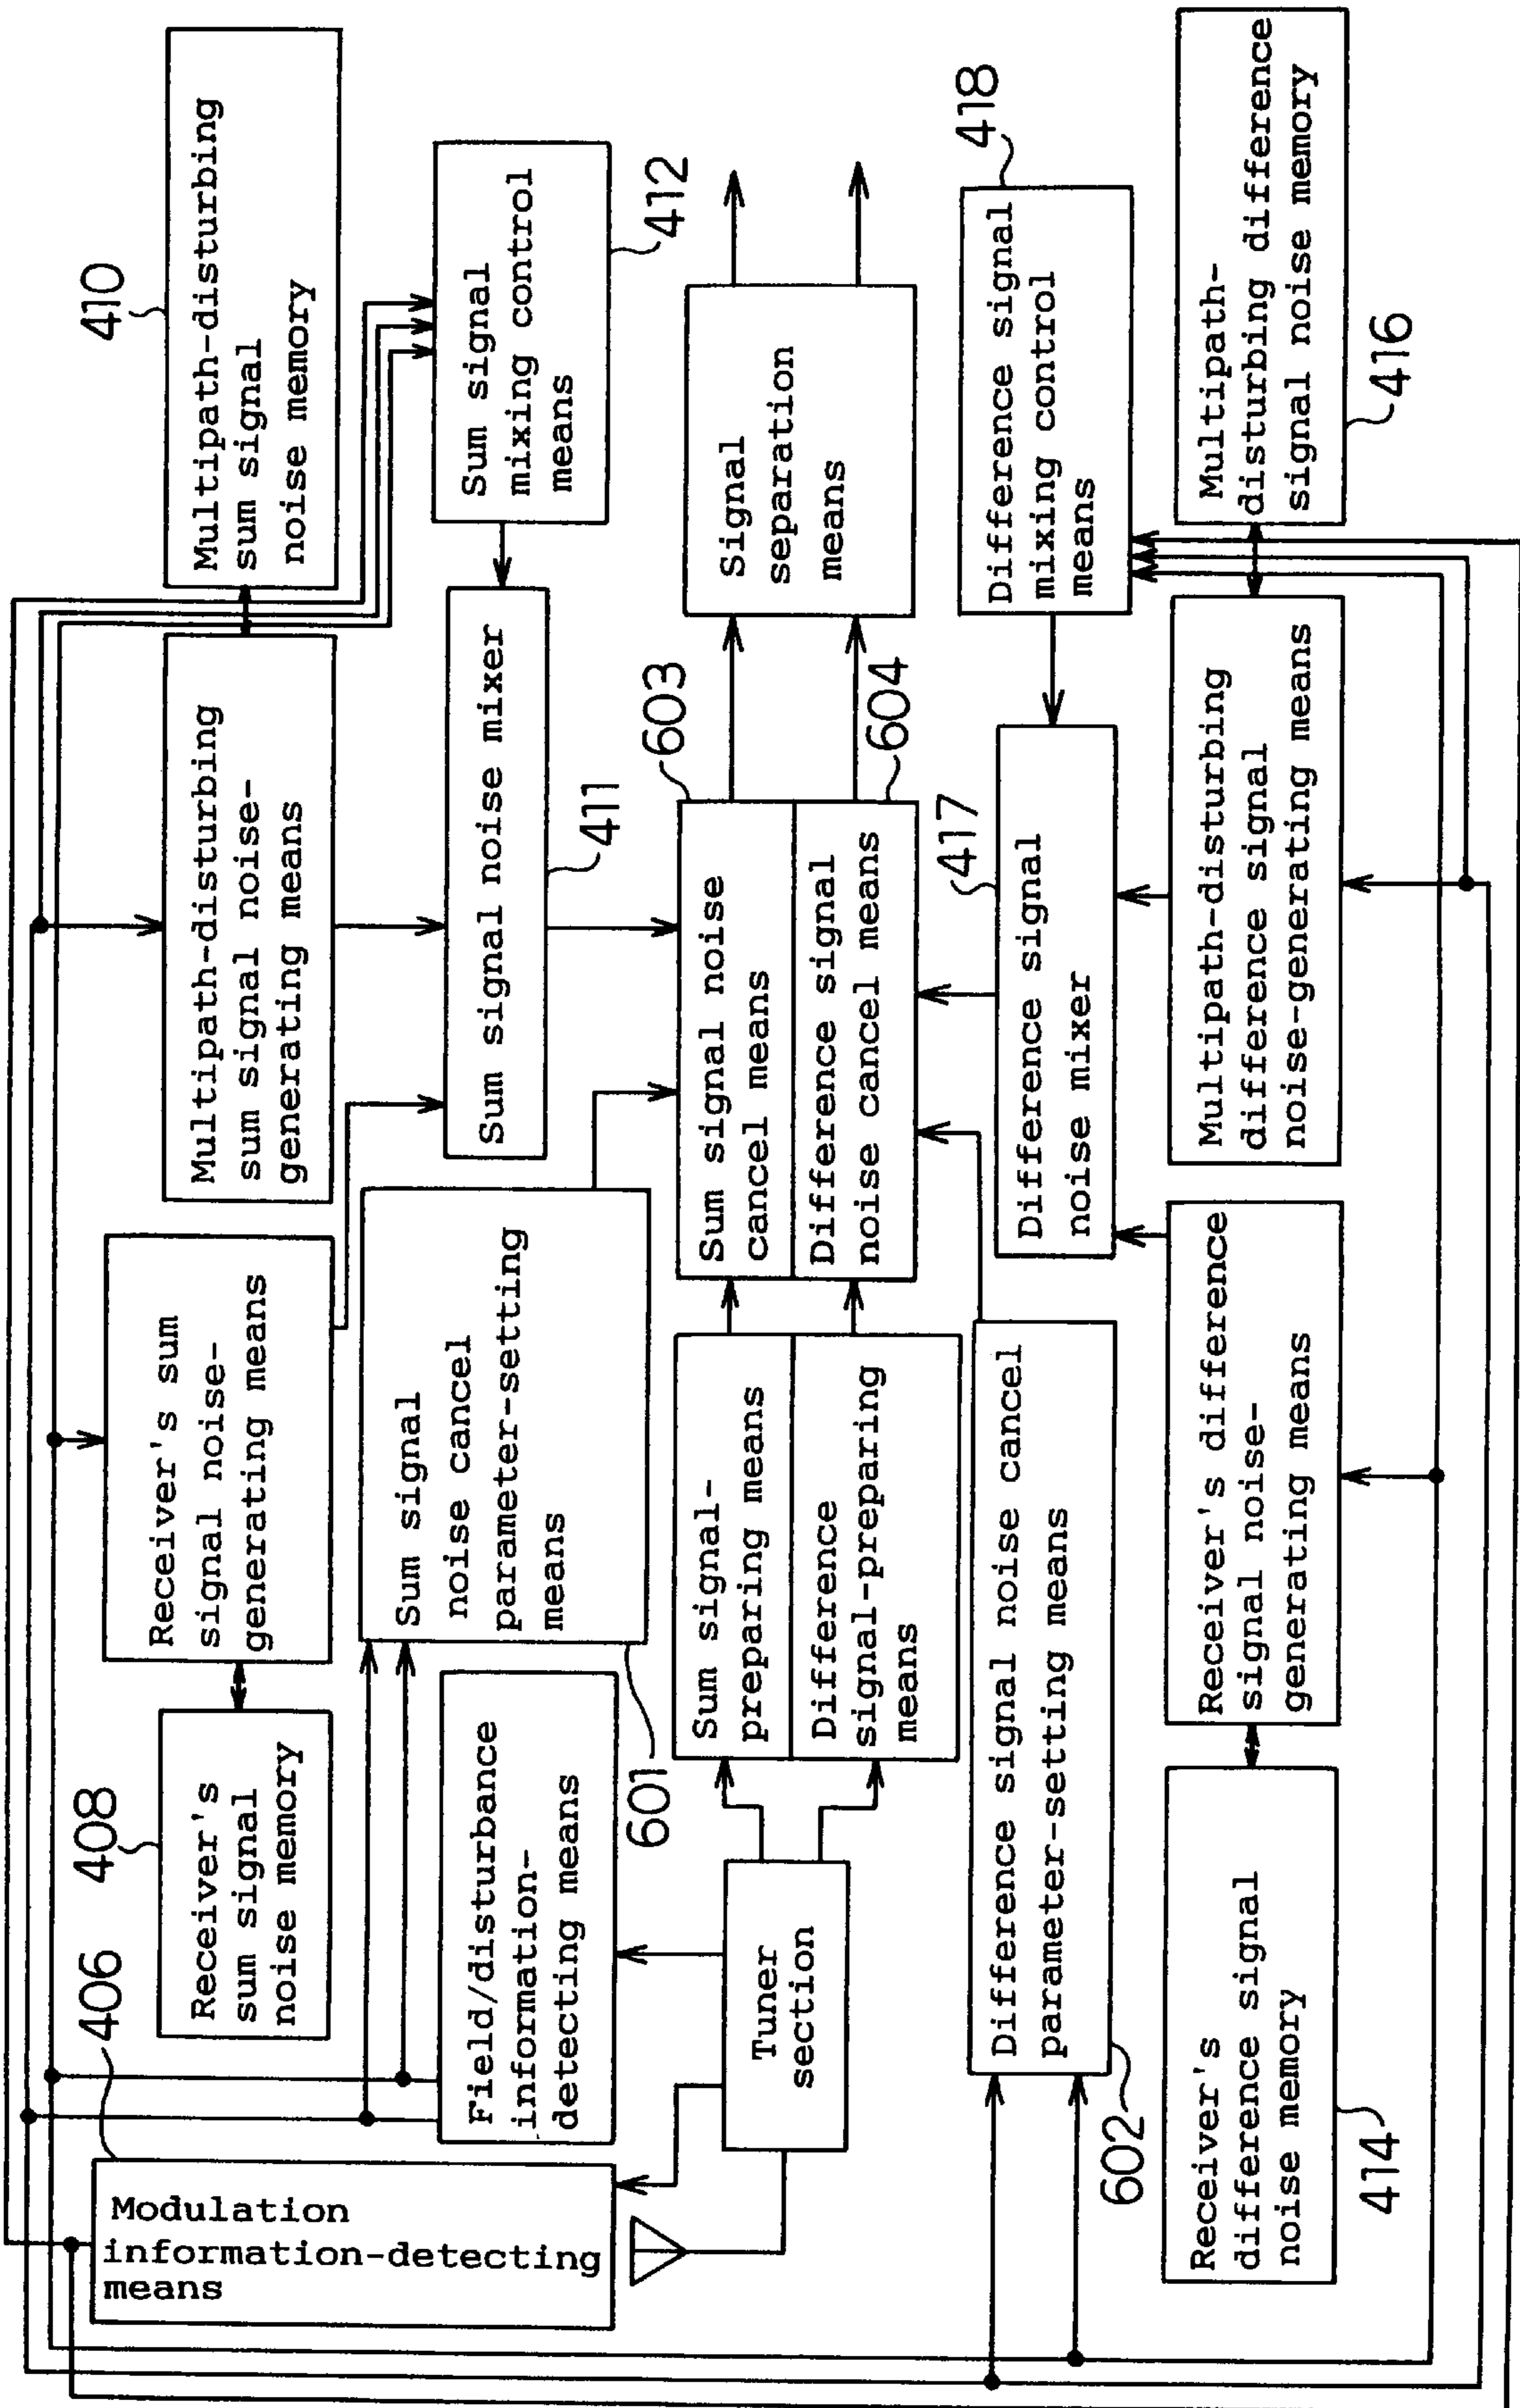 410
Multipath-disturbing
sum signal
noise memory
Sum signal
mixing control
means
412
Signal
separation
means
418
Difference signal
mixing control
means
Multipath-
disturbing difference
signal noise memory
416
Multipath-disturbing
sum signal noise-
generating means
Sum signal noise mixer
411
603
Sum signal noise
cancel means
Difference signal
noise cancel means
604
417
Difference signal
noise mixer
Multipath-disturbing
difference signal
noise-generating means
Receiver's sum
signal noise-
generating means
Sum signal
noise cancel
parameter-setting
means
601
Sum signal-
preparing means
Difference
signal-preparing
means
Difference signal noise cancel
parameter-setting means
602
Receiver's difference
signal noise-
generating means
408
Receiver's
sum signal
noise memory
406
Field/disturbance
information-
detecting means
Tuner
section
Receiver's
difference signal
noise memory
414
Modulation
information-detecting
means